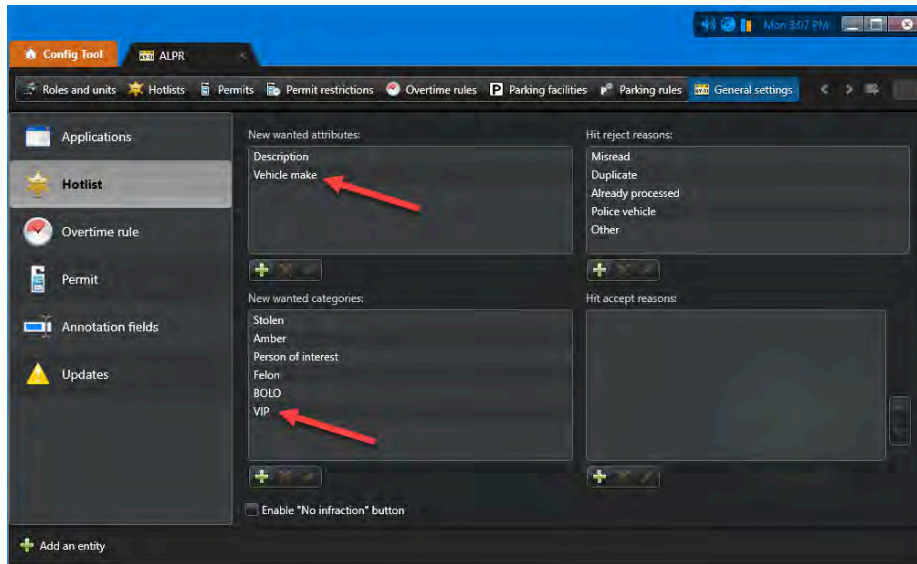 Mon 3:07 PM
Config Tool
ALPR
Roles and units Hotlists Permits Permit restrictions Overtime rules P Parking facilities Parking rules General settings
Applications
Hotlist
Overtime rule
Permit
Annotation fields
Updates
New wanted attributes:
Description
Vehicle make
Hit reject reasons:
Misread
Duplicate
Already processed
Police vehicle
Other
New wanted categories:
Stolen
Amber
Person of interest
Felon
BOLO
VIP
Hit accept reasons:
Enable "No infraction" button
Add an entity